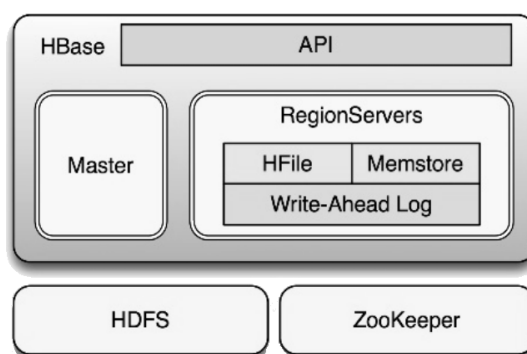 HBase API
RegionServers
Master
HFile Memstore
Write-Ahead Log
HDFS ZooKeeper